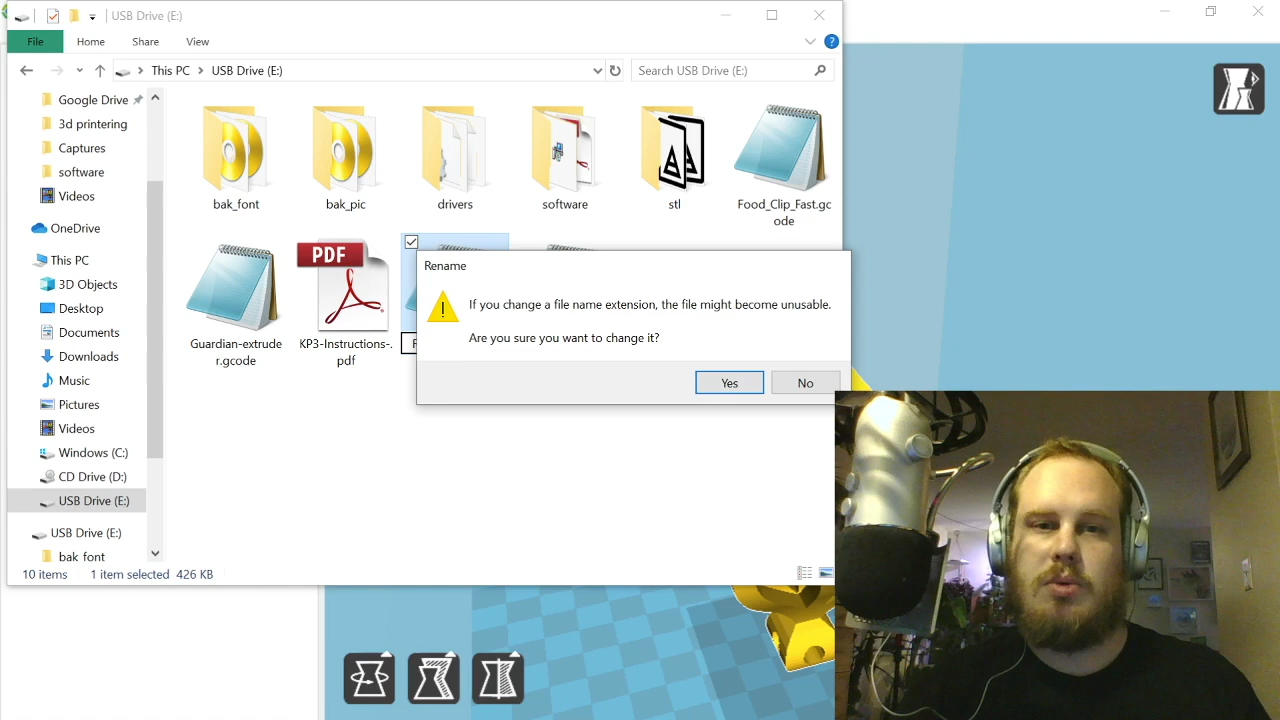 USB Drive (E:)
File
Home
Share
View
This PC
USB Drive (E:)
Search USB Drive (E:)
Google Drive
3d printering
Captures
software
Videos
OneDrive
This PC
3D Objects
Desktop
Documents
Downloads
Music
Pictures
Videos
Windows (C:)
CD Drive (D:)
USB Drive (E:)
USB Drive (E:)
bak_font
bak_font
bak_pic
drivers
software
stl
Food_Clip_Fast.gc
ode
PDF
Guardian-extrude
r.gcode
KP3-Instructions-.
pdf
Rename
If you change a file name extension, the file might become unusable.
Are you sure you want to change it?
Yes
No
10 items
1 item selected 426 KB